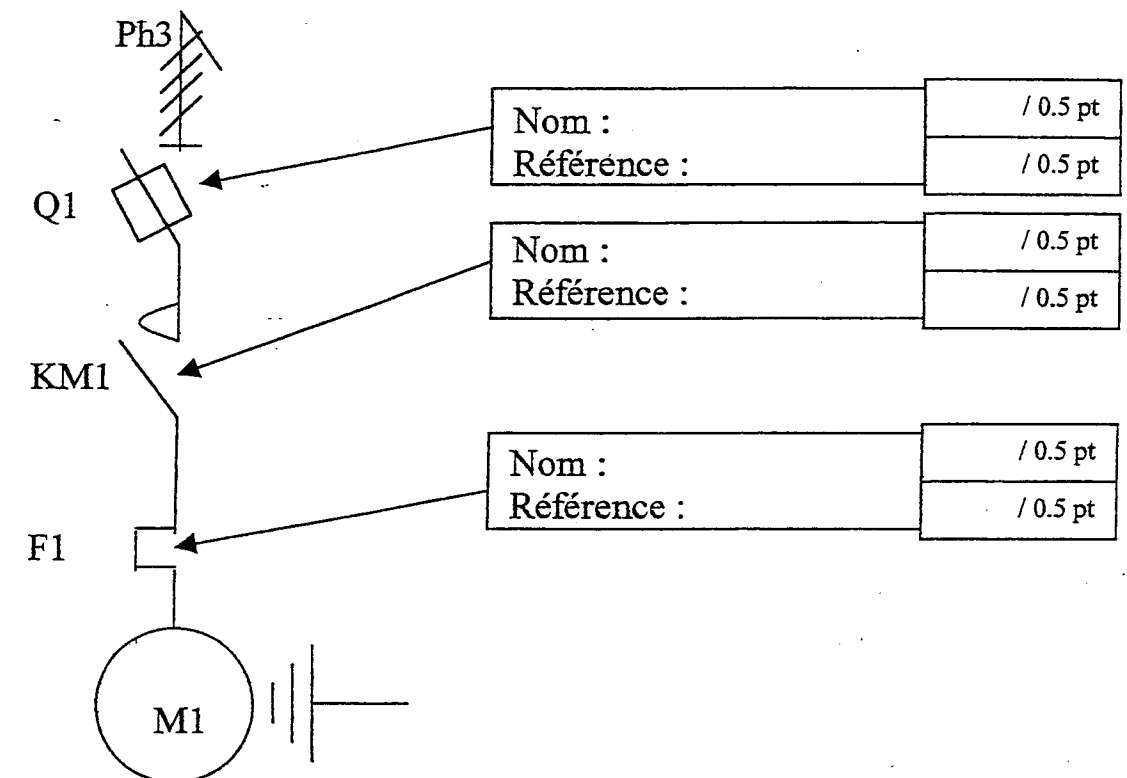 Ph3
Q1
Nom :
Référence :
/ 0.5 pt
/ 0.5 pt
KM1
Nom :
Référence :
/ 0.5 pt
/ 0.5 pt
F1
Nom :
Référence :
/ 0.5 pt
/ 0.5 pt
M1